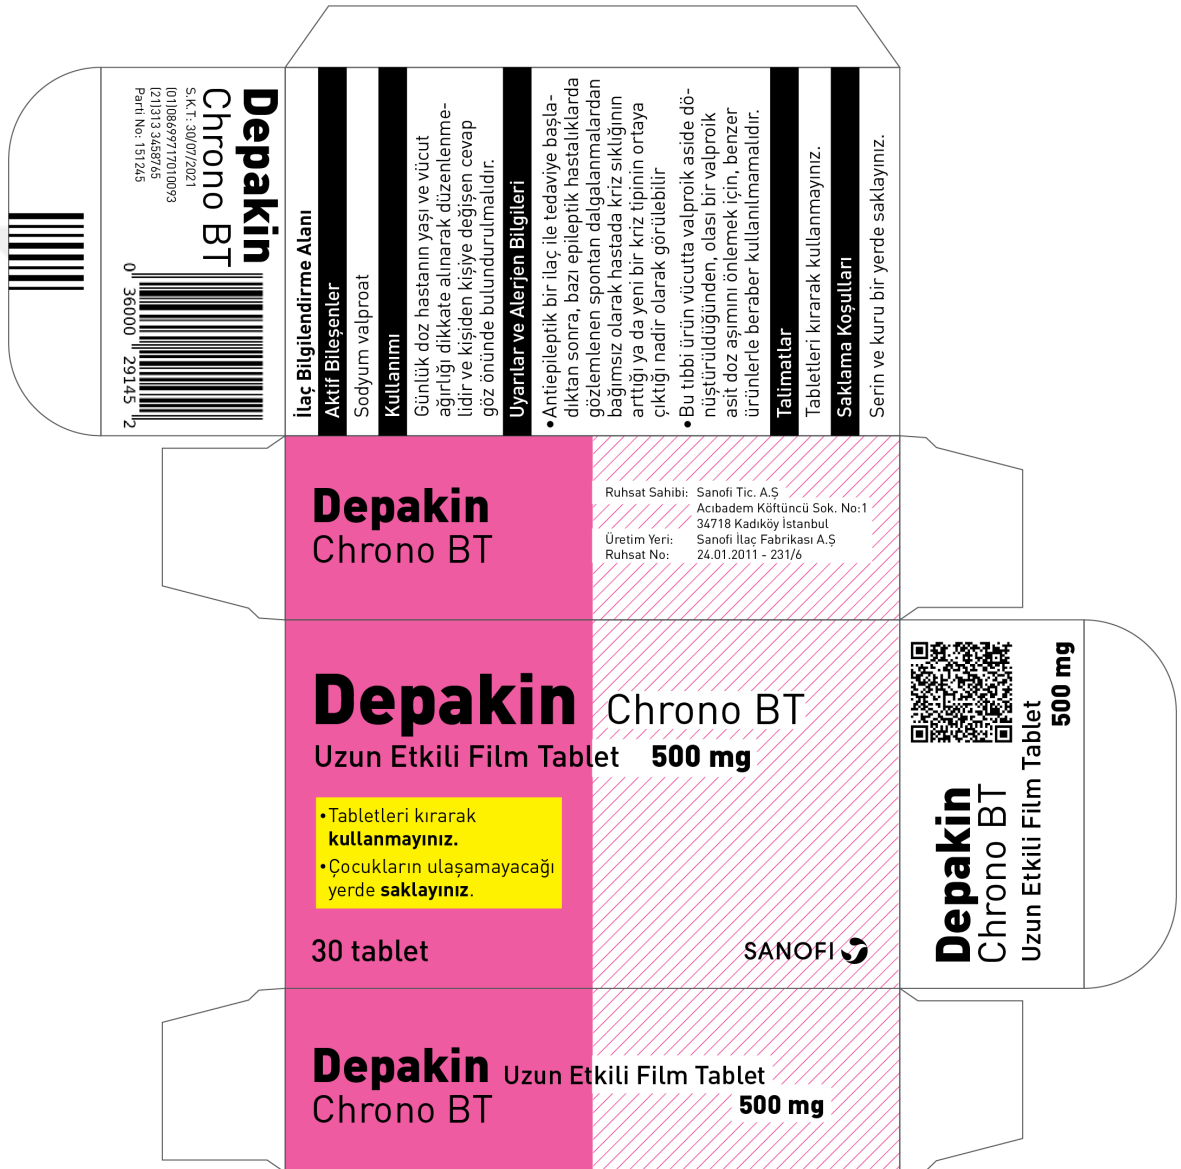 Depakin
Chrono BT
S.K.T: 30/07/2021
(01)08699717010093
(21)313 3458765
Parti No: 151245
0 36000 29145 2
İlaç Bilgilendirme Alanı
Aktif Bileşenler
Sodyum valproat
Kullanımı
Günlük doz hastanın yaşı ve vücut
ağırlığı dikkate alınarak düzenlenme-
lidir ve kişiden kişiye değişen cevap
göz önünde bulundurulmalıdır.
Uyarılar ve Alerjen Bilgileri
• Antiepileptik bir ilaç ile tedaviye başla-
dıktan sonra, bazı epileptik hastalıklarda
gözlemlenen spontan dalgalanmalardan
bağımsız olarak hastada kriz sıklığının
arttığı ya da yeni bir kriz tipinin ortaya
çıktığı nadir olarak görülebilir
• Bu tıbbi ürün vücutta valproik aside dö-
nüştürüldüğünden, olası bir valproik
asit doz aşımını önlemek için, benzer
ürünlerle beraber kullanılmamalıdır.
Talimatlar
Tabletleri kırarak kullanmayınız.
Saklama Koşulları
Serin ve kuru bir yerde saklayınız.
Depakin
Chrono BT
Ruhsat Sahibi: Sanofi Tic. A.Ş
Acıbadem Köftüncü Sok. No:1
34718 Kadıköy İstanbul
Üretim Yeri: Sanofi İlaç Fabrikası A.Ş
Ruhsat No: 24.01.2011 - 231/6
Depakin Chrono BT
Uzun Etkili Film Tablet 500 mg
• Tabletleri kırarak
kullanmayınız.
• Çocukların ulaşamayacağı
yerde saklayınız.
30 tablet
SANOFI
Depakin
Chrono BT
Uzun Etkili Film Tablet
500 mg
Depakin Uzun Etkili Film Tablet
Chrono BT 500 mg